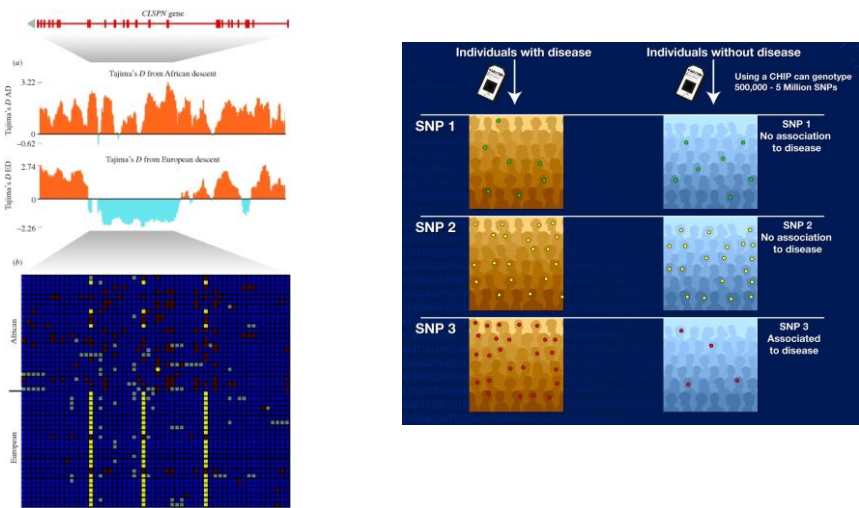 CLSPN gene
(a)
Tajima's D from African descent
3.22
Tajima's D AD
0
−0.62
Tajima's D from European descent
2.74
Tajima's D ED
0
−2.26
(b)
African
European
Individuals with disease
Individuals without disease
Using a CHIP can genotype
500,000 - 5 Million SNPs
SNP 1
SNP 1
No association
to disease
SNP 2
SNP 2
No association
to disease
SNP 3
SNP 3
Associated
to disease